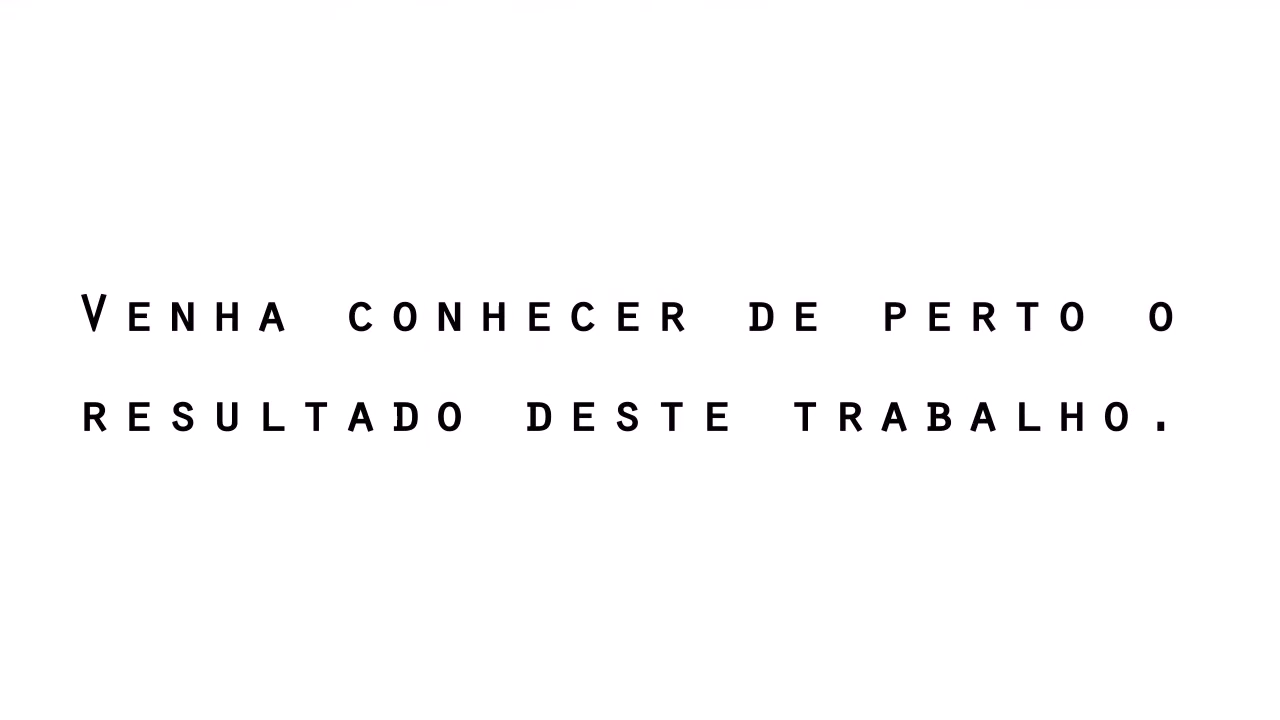 Venha conhecer de perto o
resultado deste trabalho.